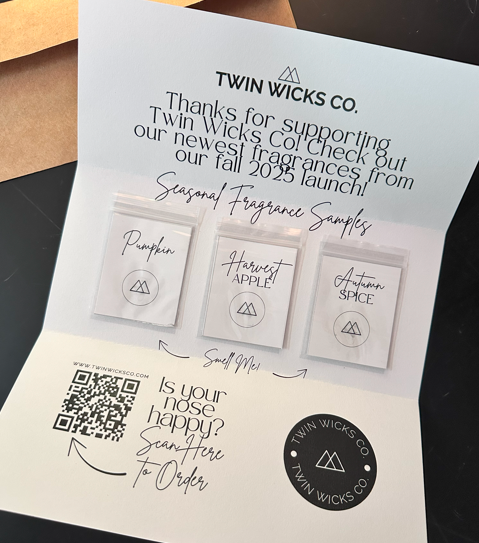 TWIN WICKS CO.
Thanks for supporting
Twin Wicks Co! Check out
our newest fragrances from
our fall 2025 launch!
Seasonal Fragrance Samples
Pumpkin
Harvest
APPLE
Autumn
SPICE
Smell Me!
WWW.TWINWICKSCO.COM
Is your
nose
happy?
Scan Here
to Order
TWIN WICKS CO.
TWIN WICKS CO.